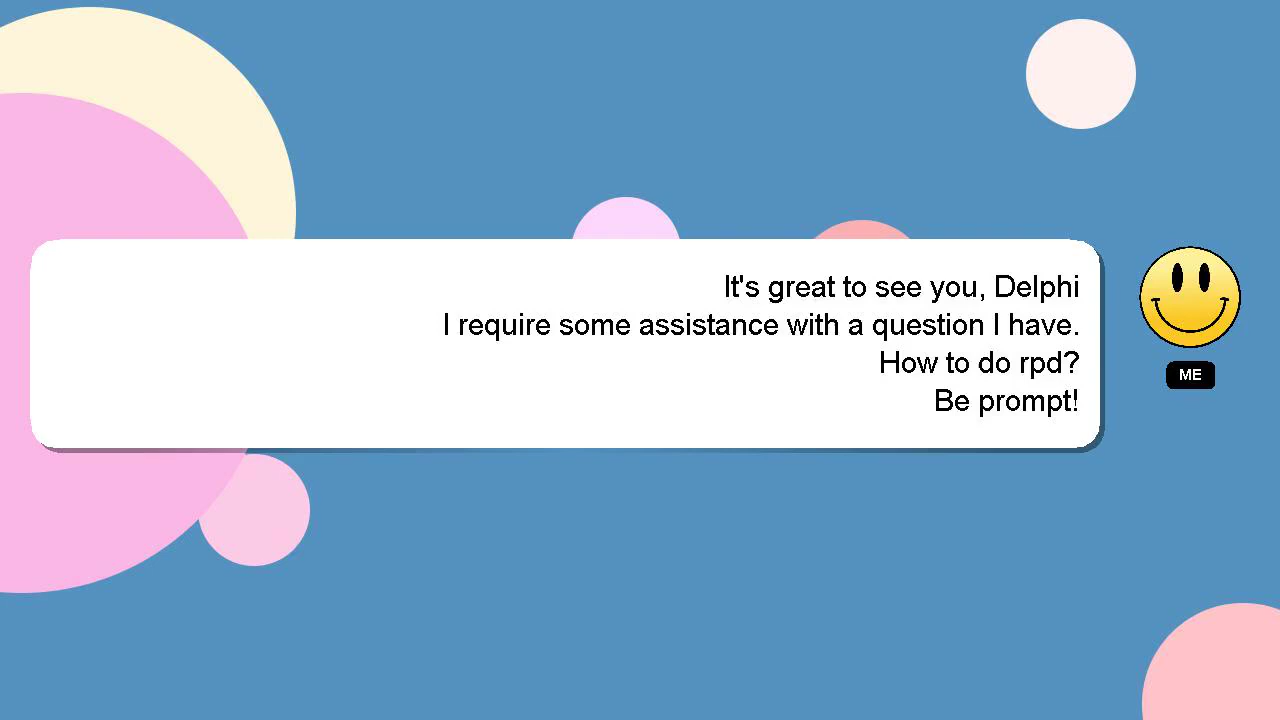 It's great to see you, Delphi
I require some assistance with a question I have.
How to do rpd?
Be prompt!
ME